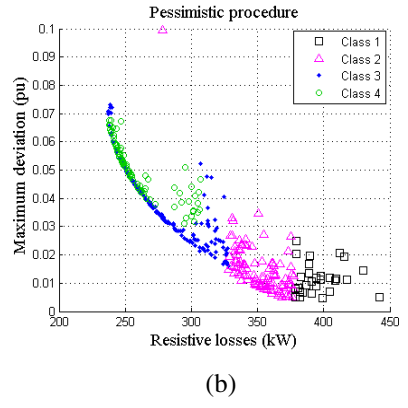 Pessimistic procedure
0.1
0.09
0.08
0.07
0.06
0.05
0.04
0.03
0.02
0.01
0
Maximum deviation (pu)
Class 1
Class 2
Class 3
Class 4
200 250 300 350 400 450
Resistive losses (kW)
(b)